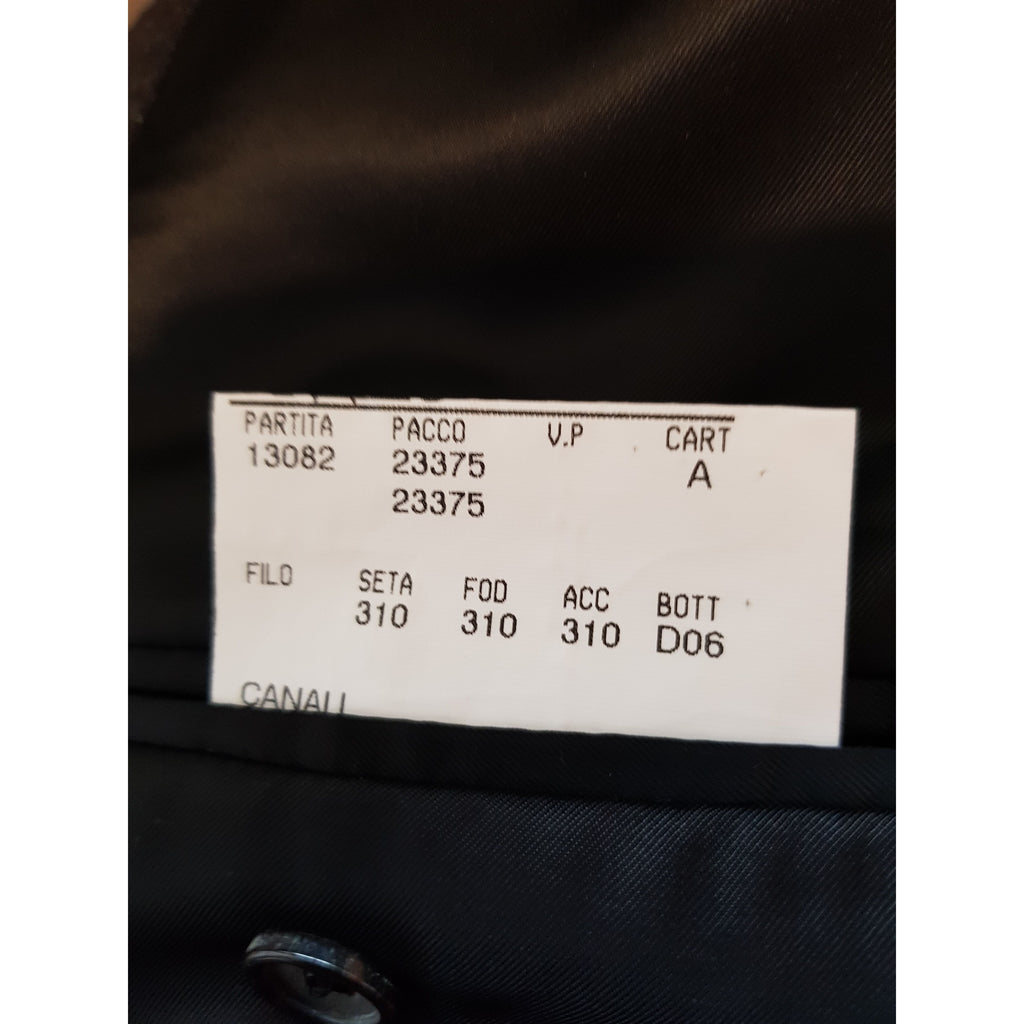 PARTITA PACCO V.P CART
13082 23375 A
23375
FILO SETA FOD ACC BOTT
310 310 310 D06
CANALI